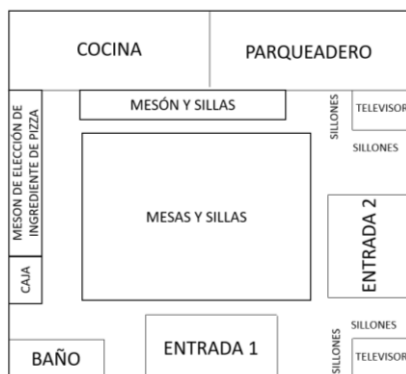 COCINA
PARQUEADERO
MESÓN Y SILLAS
SILLONES
TELEVISOR
SILLONES
MESON DE ELECCIÓN DE
INGREDIENTE DE PIZZA
MESAS Y SILLAS
ENTRADA 2
CAJA
BAÑO
ENTRADA 1
SILLONES
SILLONES
TELEVISOR